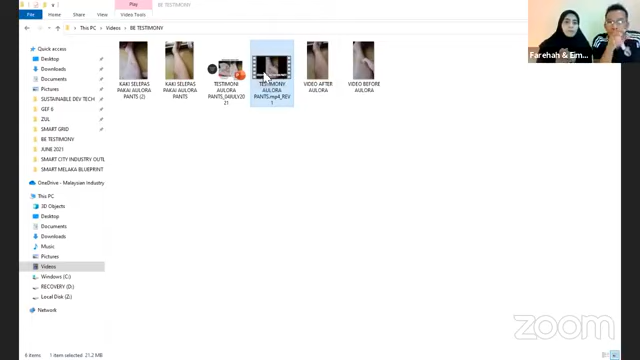 Play
BE TESTIMONY
File
Home
Share
View
Video Tools
This PC > Videos > BE TESTIMONY
Quick access
Desktop
Downloads
Documents
Pictures
SUSTAINABLE DEV TECH
GEF 6
ZUL
SMART GRID
BE TESTIMONY
JUNE 2021
SMART CITY INDUSTRY OUTL
SMART MELAKA BLUEPRINT
OneDrive - Malaysian Industry
This PC
3D Objects
Desktop
Documents
Downloads
Music
Pictures
Videos
Windows (C:)
RECOVERY (D:)
Local Disk (Z:)
Network
KAKI SELEPAS
PAKAI AULORA
PANTS (2)
KAKI SELEPAS
PAKAI AULORA
PANTS
TESTIMONI
AULORA
PANTS_04JULY20
21
TESTIMONY
AULORA
PANTS.mp4_REV
1
VIDEO AFTER
AULORA
VIDEO BEFORE
AULORA
Farehah & Eim...
6 items
1 item selected 21.2 MB
zoom